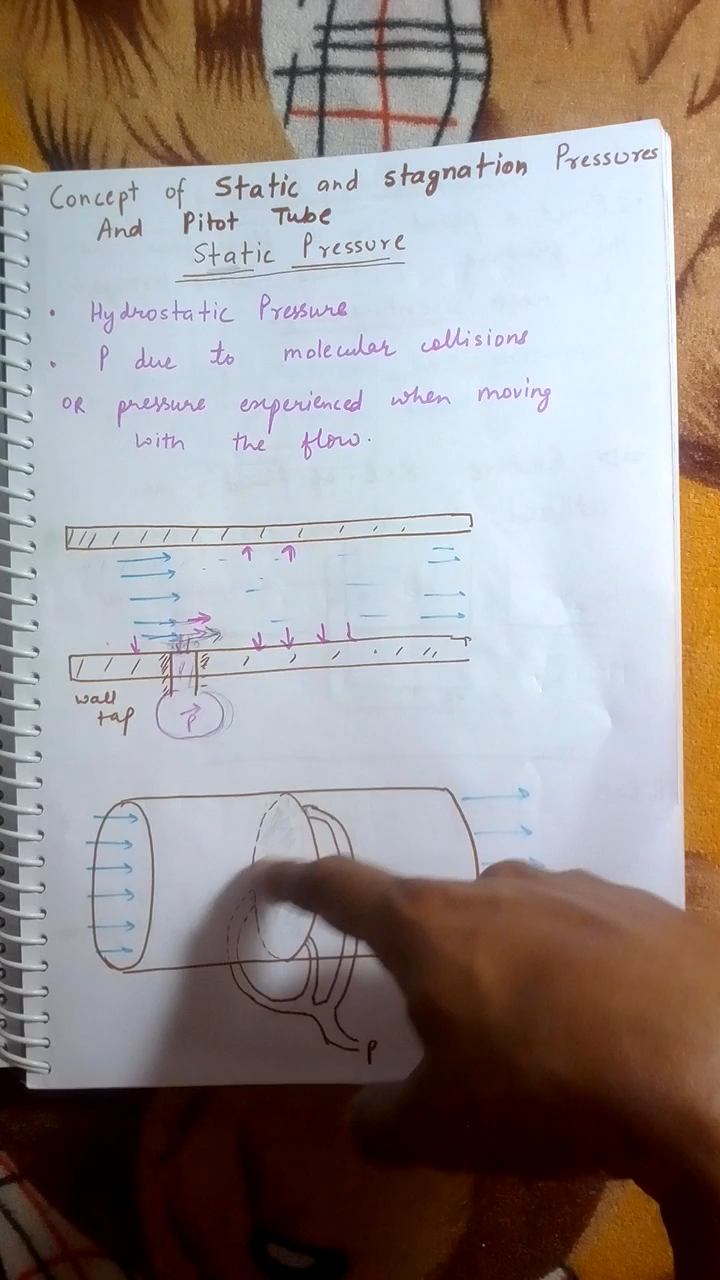 Concept of Static and stagnation Pressures
And Pitot Tube
Static Pressure
• Hydrostatic Pressure
• P due to molecular collisions
OR pressure experienced when moving
with the flow.
wall
tap
P
P